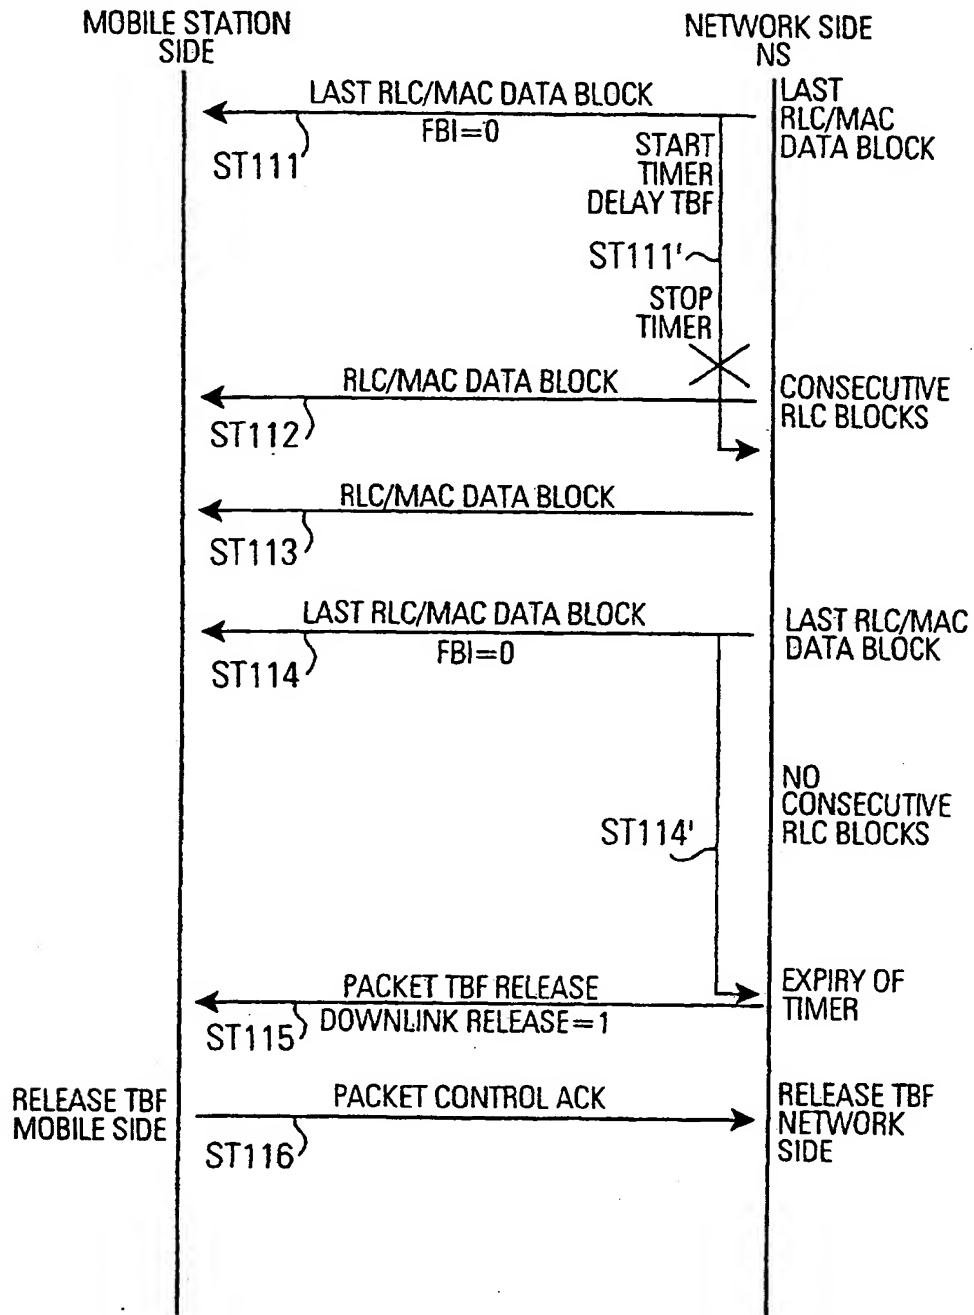 MOBILE STATION
SIDE
NETWORK SIDE
NS
LAST RLC/MAC DATA BLOCK
FBI=0
ST111
LAST
RLC/MAC
DATA BLOCK
START
TIMER
DELAY TBF
ST111'
STOP
TIMER
RLC/MAC DATA BLOCK
ST112
CONSECUTIVE
RLC BLOCKS
RLC/MAC DATA BLOCK
ST113
LAST RLC/MAC DATA BLOCK
FBI=0
ST114
LAST RLC/MAC
DATA BLOCK
NO
CONSECUTIVE
RLC BLOCKS
ST114'
PACKET TBF RELEASE
DOWNLINK RELEASE=1
ST115
EXPIRY OF
TIMER
RELEASE TBF
MOBILE SIDE
PACKET CONTROL ACK
ST116
RELEASE TBF
NETWORK
SIDE